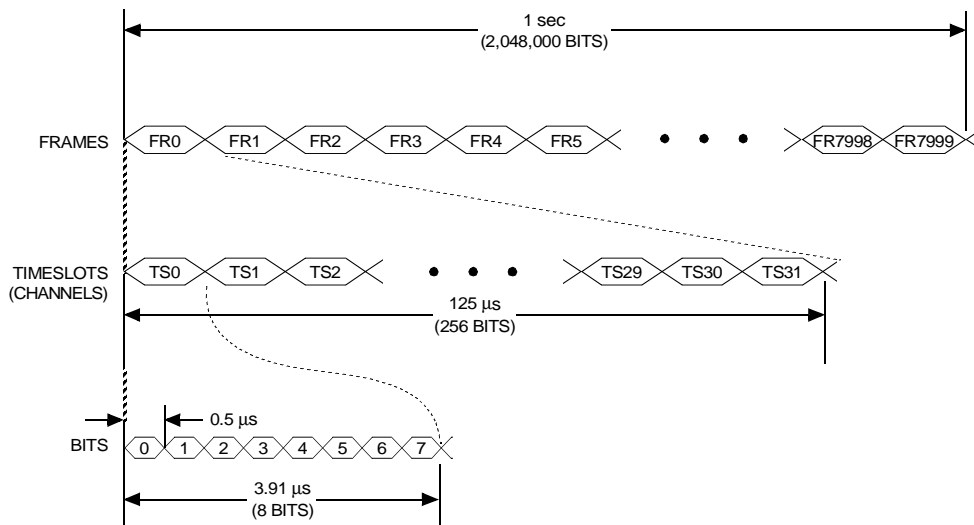 1 sec
(2,048,000 BITS)
FRAMES
FR0 FR1 FR2 FR3 FR4 FR5 FR7998 FR7999
TIMESLOTS
(CHANNELS)
TS0 TS1 TS2 TS29 TS30 TS31
125 µs
(256 BITS)
0.5 µs
BITS
0 1 2 3 4 5 6 7
3.91 µs
(8 BITS)